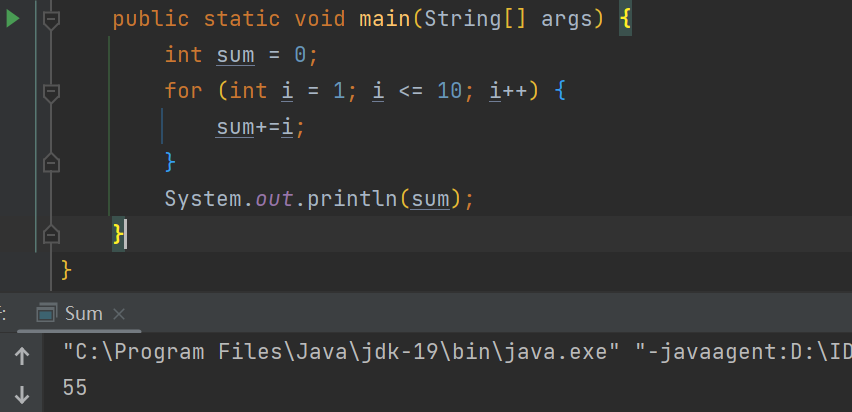 public static void main(String[] args) {
int sum = 0;
for (int i = 1; i <= 10; i++) {
sum+=i;
}
System.out.println(sum);
}
}
Sum
"C:\Program Files\Java\jdk-19\bin\java.exe" "-javaagent:D:\ID
55